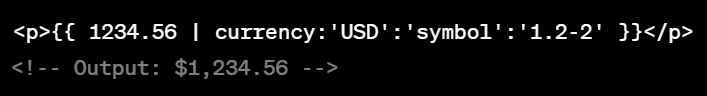 <p>{{ 1234.56 | currency:'USD':'symbol':'1.2-2' }}</p>
<!-- Output: $1,234.56 -->